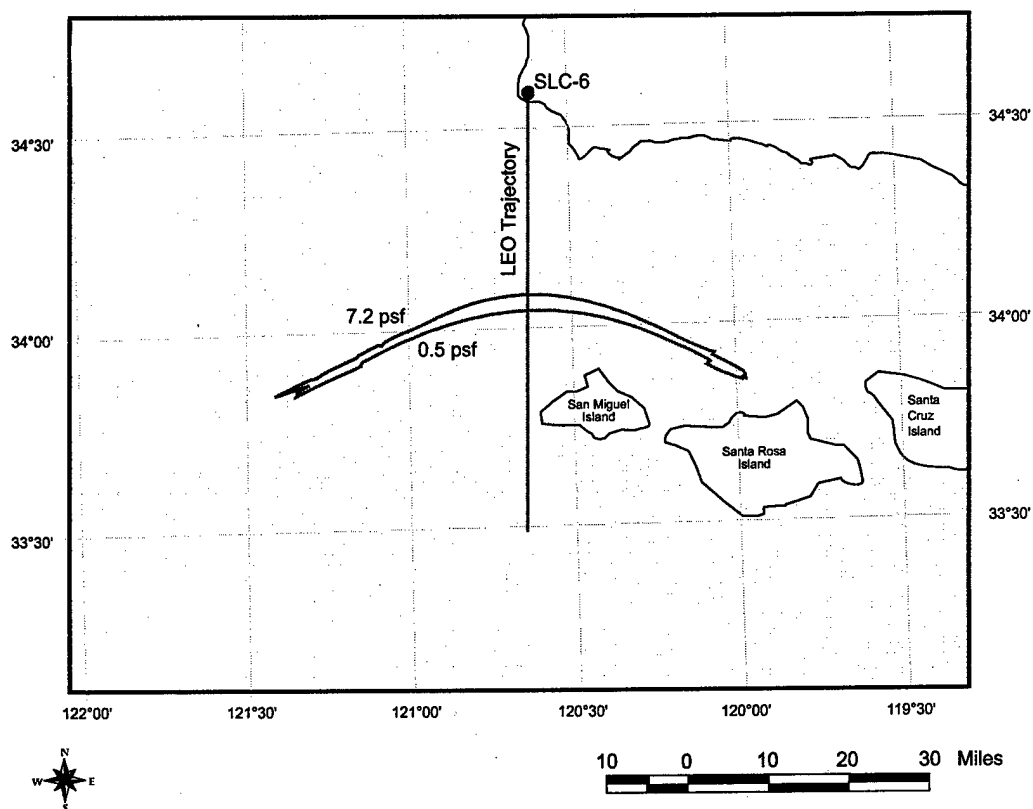 SLC-6
34°30'
34°30'
LEO Trajectory
7.2 psf
0.5 psf
34°00'
34°00'
San Miguel
Island
Santa Rosa
Island
Santa
Cruz
Island
33°30'
33°30'
122°00'
121°30'
121°00'
120°30'
120°00'
119°30'
N
W
E
S
10
0
10
20
30
Miles